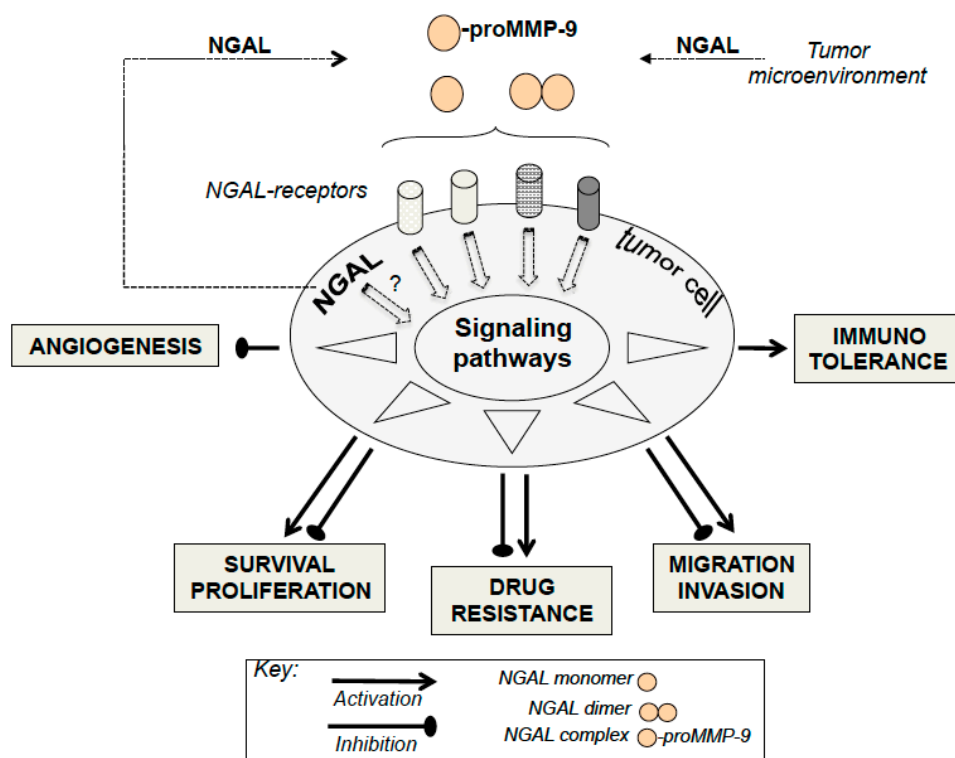 -proMMP-9
NGAL
NGAL
Tumor
microenvironment
NGAL-receptors
NGAL
?
tumor cell
Signaling
pathways
ANGIOGENESIS
IMMUNO
TOLERANCE
SURVIVAL
PROLIFERATION
DRUG
RESISTANCE
MIGRATION
INVASION
Key:
Activation
Inhibition
NGAL monomer
NGAL dimer
NGAL complex -proMMP-9